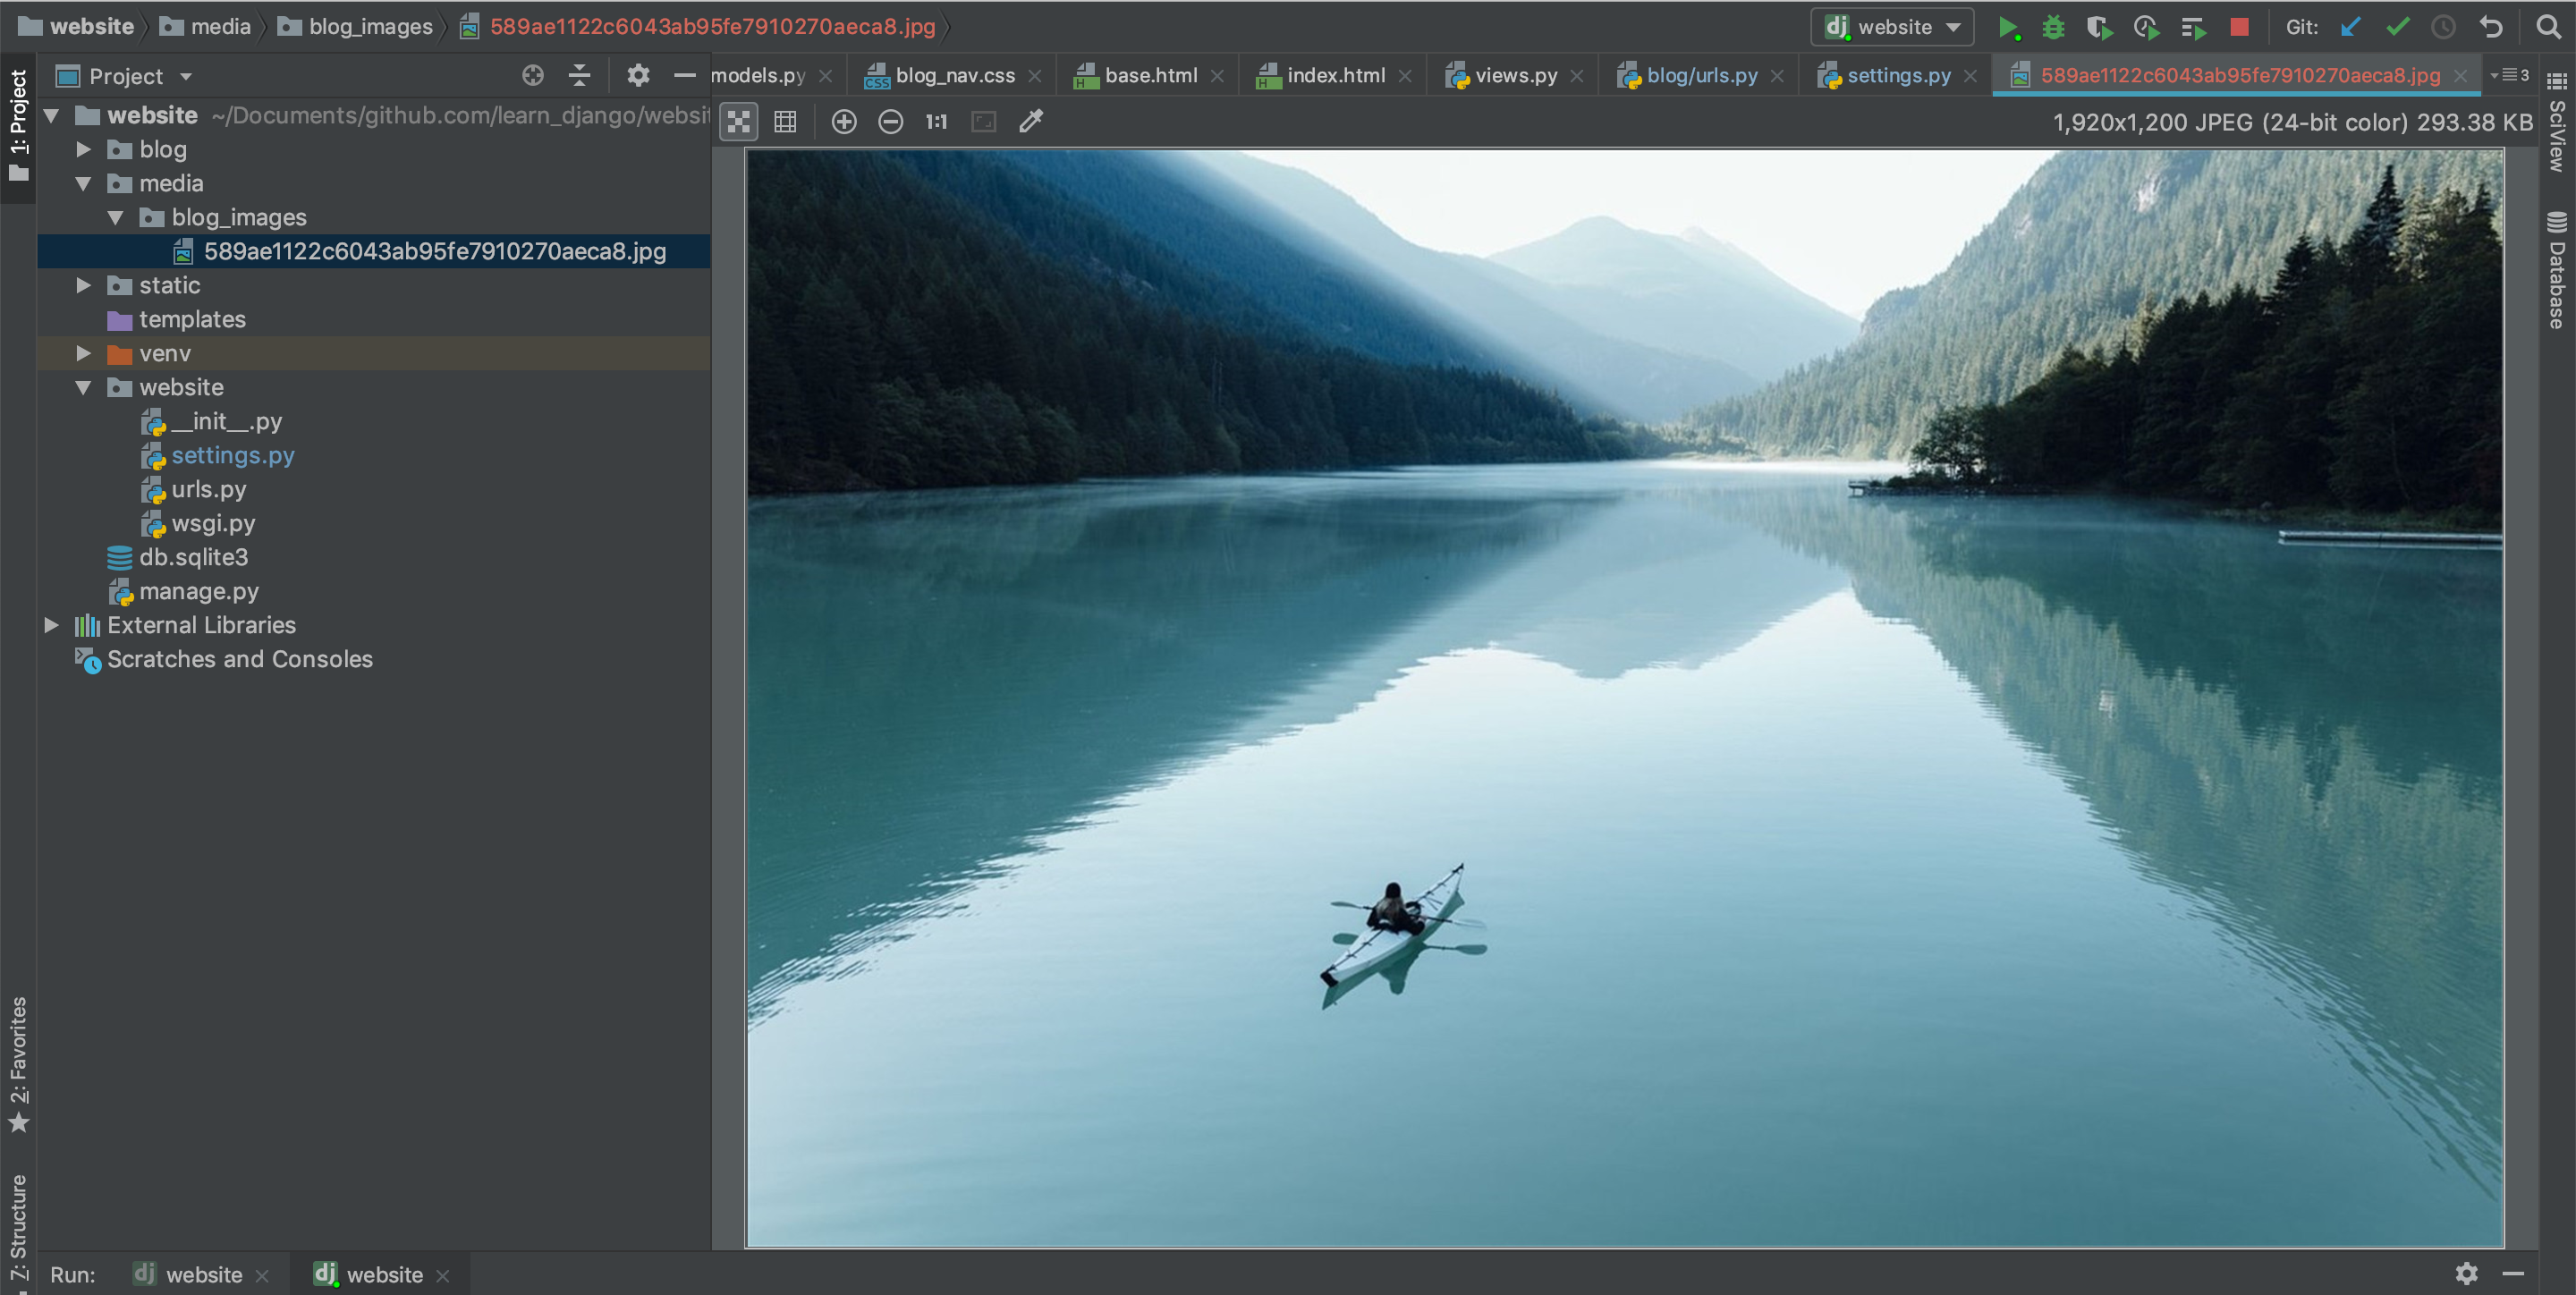 website media blog_images 589ae1122c6043ab95fe7910270aeca8.jpg
dj website Git:
1: Project
Project
models.py blog_nav.css base.html index.html views.py blog/urls.py settings.py 589ae1122c6043ab95fe7910270aeca8.jpg 3
1:1 1,920x1,200 JPEG (24-bit color) 293.38 KB
website ~/Documents/github.com/learn_django/websit
blog
media
blog_images
589ae1122c6043ab95fe7910270aeca8.jpg
static
templates
venv
website
__init__.py
settings.py
urls.py
wsgi.py
db.sqlite3
manage.py
External Libraries
Scratches and Consoles
SciView
Database
2: Favorites
Z: Structure
Run: dj website dj website